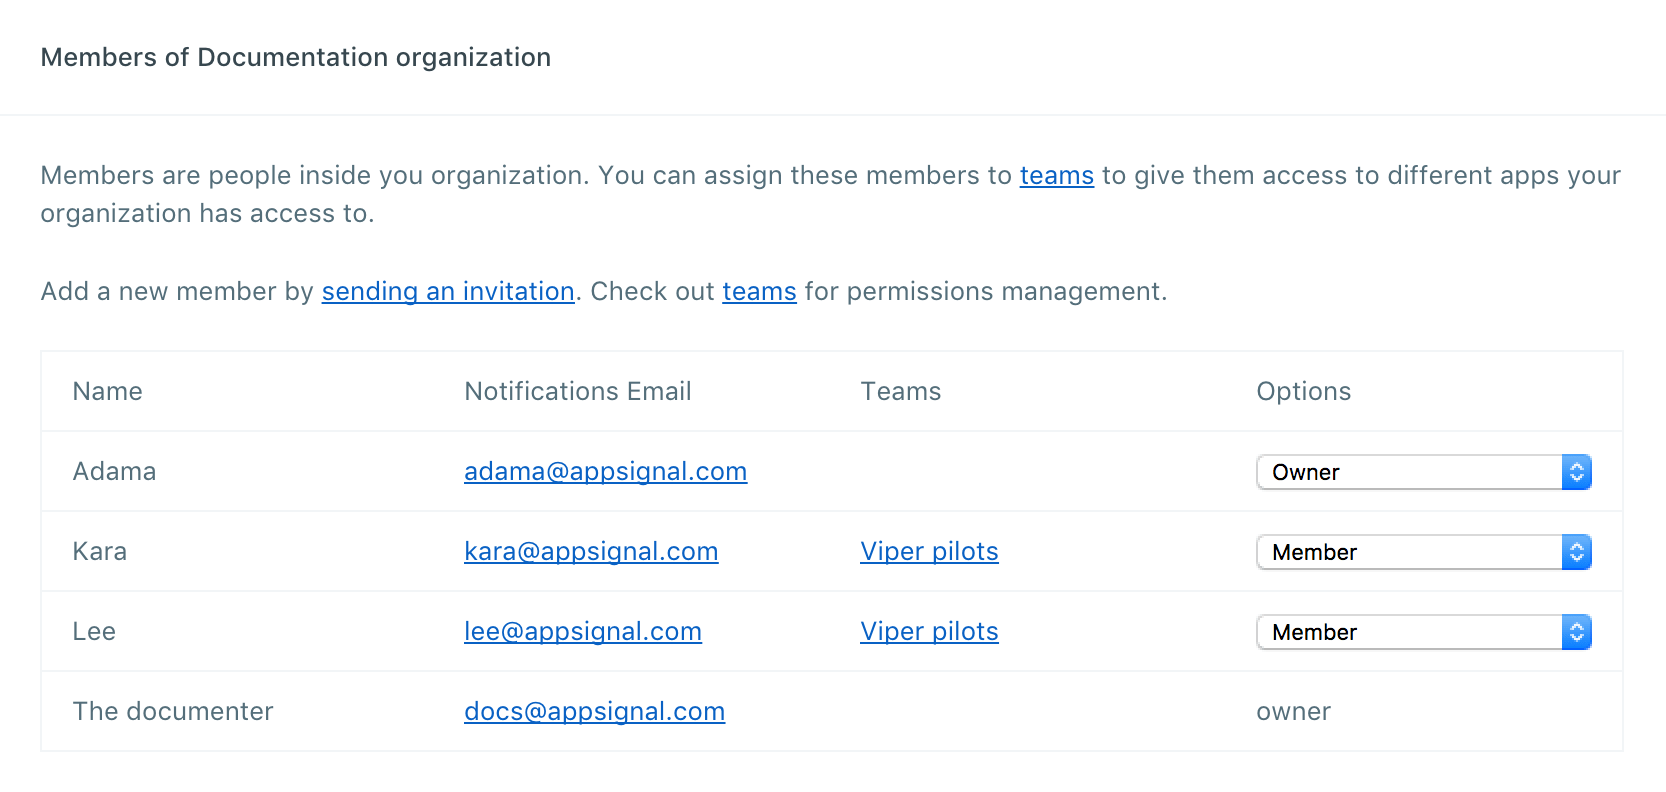 Members of Documentation organization
Members are people inside you organization. You can assign these members to teams to give them access to different apps your
organization has access to.
Add a new member by sending an invitation. Check out teams for permissions management.
Name Notifications Email Teams Options
Adama adama@appsignal.com Owner
Kara kara@appsignal.com Viper pilots Member
Lee lee@appsignal.com Viper pilots Member
The documenter docs@appsignal.com owner